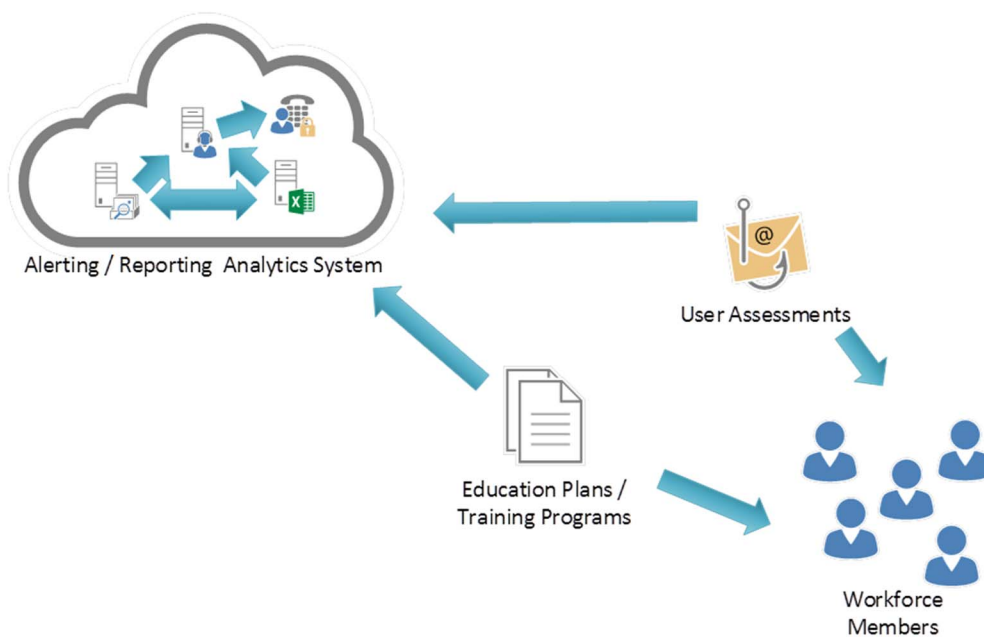 Alerting / Reporting Analytics System
@
User Assessments
X
Education Plans /
Training Programs
Workforce
Members